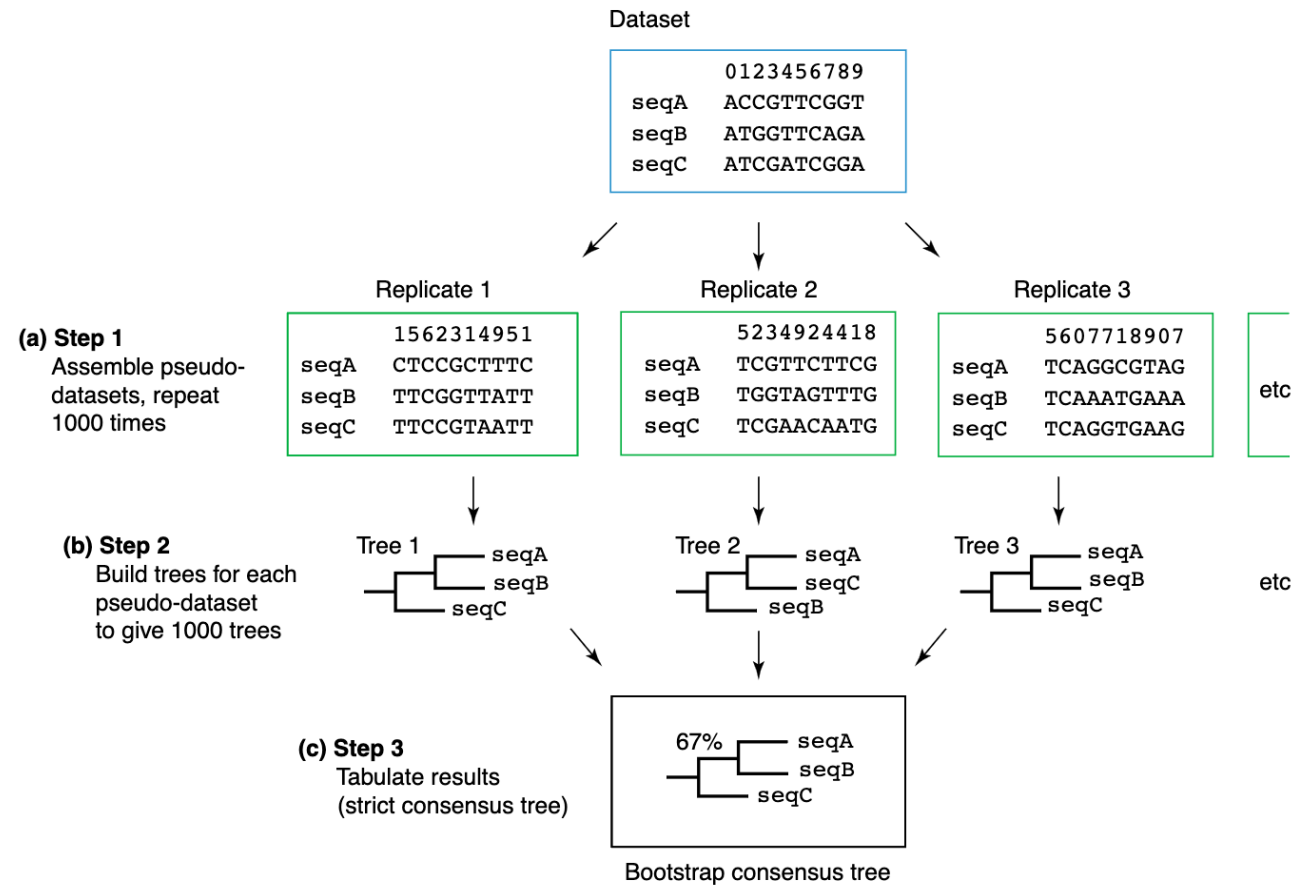 Dataset
0123456789
seqA ACCGTTCGGT
seqB ATGGTTCAGA
seqC ATCGATCGGA
Replicate 1
Replicate 2
Replicate 3
(a) Step 1
Assemble pseudo-
datasets, repeat
1000 times
1562314951
seqA CTCCGCTTTC
seqB TTCGGTTATT
seqC TTCCGTAATT
5234924418
seqA TCGTTCTTCG
seqB TGGTAGTTTG
seqC TCGAACAATG
5607718907
seqA TCAGGCGTAG
seqB TCAAATGAAA
seqC TCAGGTGAAG
etc
(b) Step 2
Build trees for each
pseudo-dataset
to give 1000 trees
Tree 1
seqA
seqB
seqC
Tree 2
seqA
seqC
seqB
Tree 3
seqA
seqB
seqC
etc
(c) Step 3
Tabulate results
(strict consensus tree)
67%
seqA
seqB
seqC
Bootstrap consensus tree